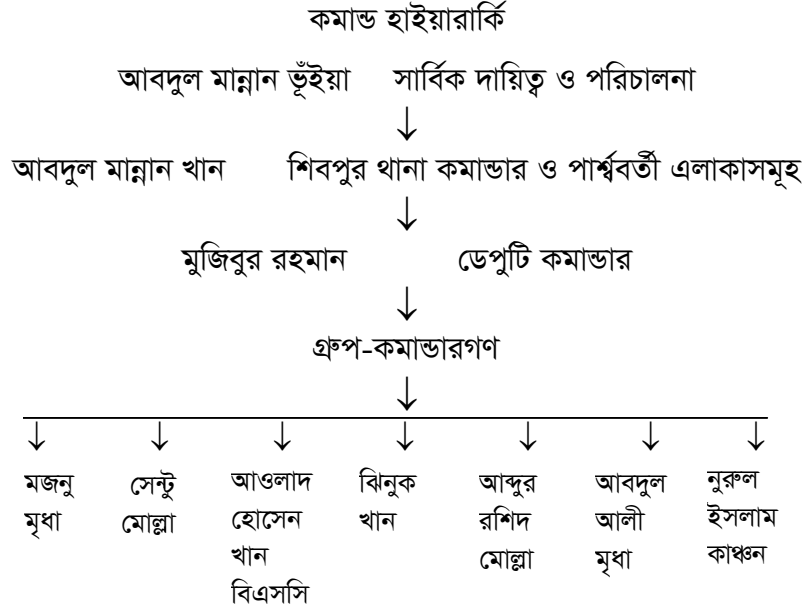 কমান্ড হাইয়ারার্কি
আবদুল মান্নান ভূঁইয়া সার্বিক দায়িত্ব ও পরিচালনা
আবদুল মান্নান খান শিবপুর থানা কমান্ডার ও পার্শ্ববর্তী এলাকাসমূহ
মুজিবুর রহমান ডেপুটি কমান্ডার
গ্রুপ-কমান্ডারগণ
মজনু
মৃধা
সেন্টু
মোল্লা
আওলাদ
হোসেন
খান
বিএসসি
ঝিনুক
খান
আব্দুর
রশিদ
মোল্লা
আবদুল
আলী
মৃধা
নুরুল
ইসলাম
কাঞ্চন